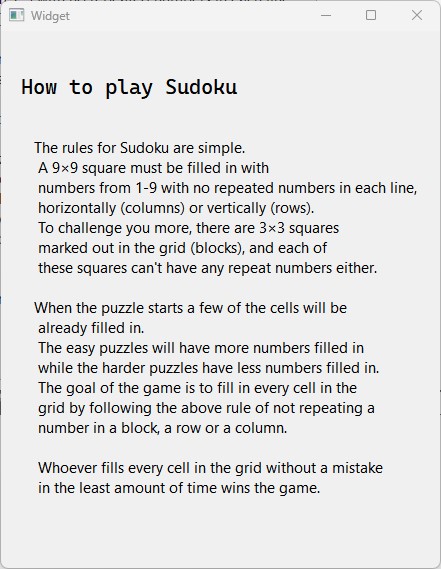 Widget
How to play Sudoku
The rules for Sudoku are simple.
A 9×9 square must be filled in with
numbers from 1-9 with no repeated numbers in each line,
horizontally (columns) or vertically (rows).
To challenge you more, there are 3×3 squares
marked out in the grid (blocks), and each of
these squares can't have any repeat numbers either.
When the puzzle starts a few of the cells will be
already filled in.
The easy puzzles will have more numbers filled in
while the harder puzzles have less numbers filled in.
The goal of the game is to fill in every cell in the
grid by following the above rule of not repeating a
number in a block, a row or a column.
Whoever fills every cell in the grid without a mistake
in the least amount of time wins the game.